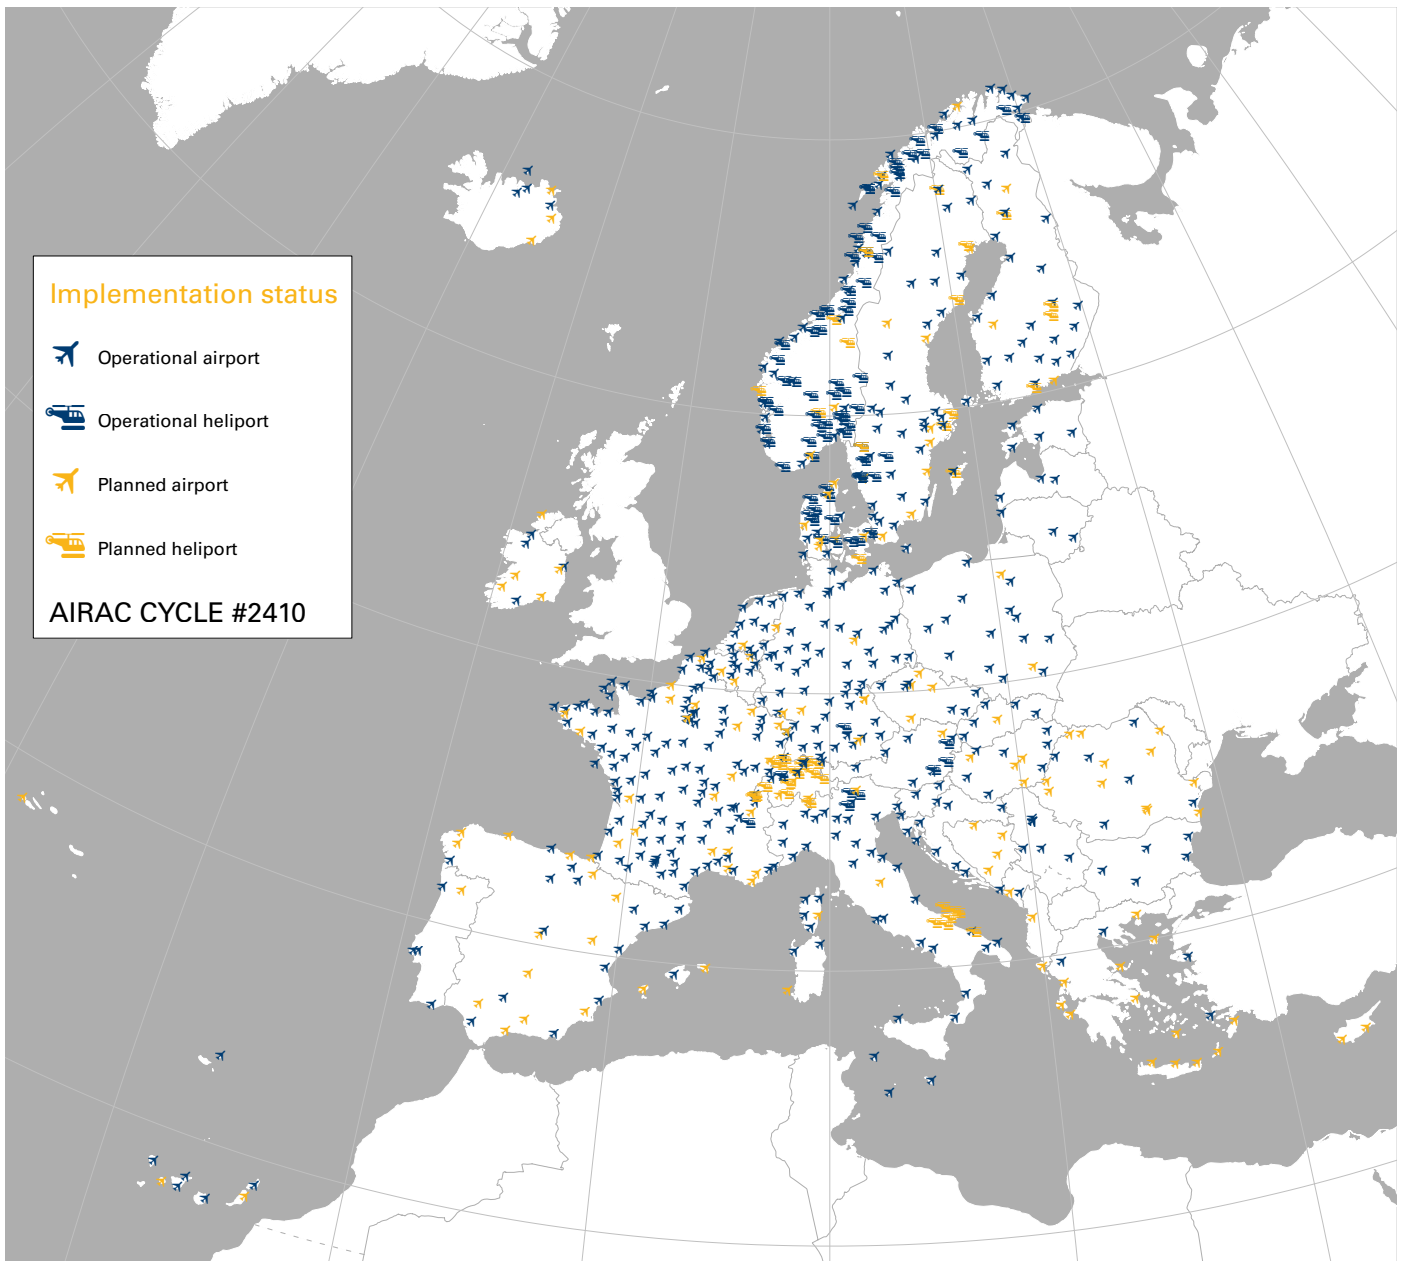 Implementation status
Operational airport
Operational heliport
Planned airport
Planned heliport
AIRAC CYCLE #2410